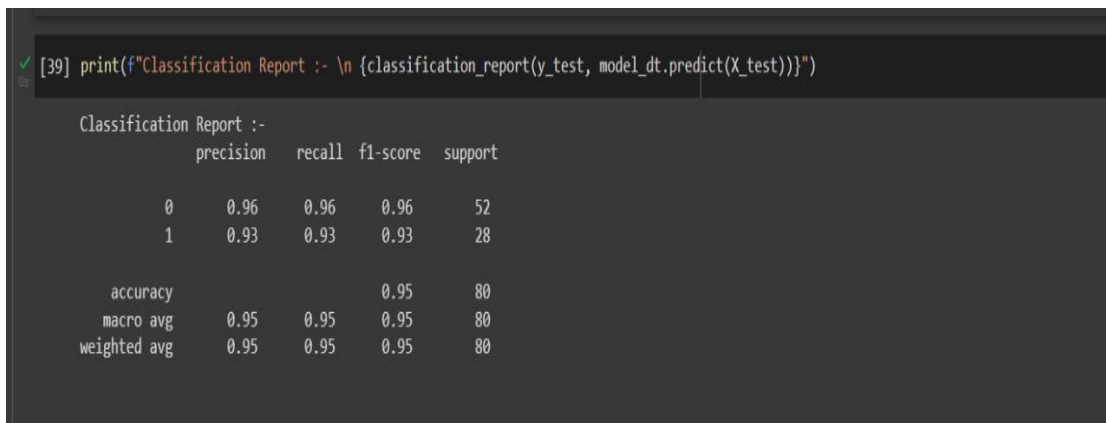 [39] print(f"Classification Report :- \n {classification_report(y_test, model_dt.predict(X_test))}")
0s
Classification Report :-
precision recall f1-score support
0 0.96 0.96 0.96 52
1 0.93 0.93 0.93 28
accuracy 0.95 80
macro avg 0.95 0.95 0.95 80
weighted avg 0.95 0.95 0.95 80